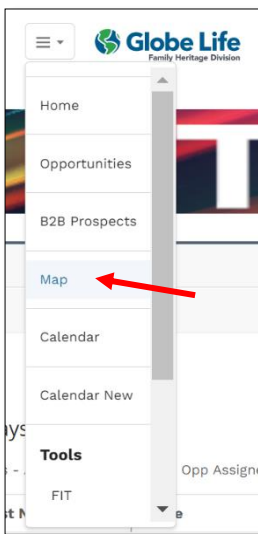 Globe Life
Family Heritage Division
Home
Opportunities
B2B Prospects
T
Map
Calendar
Calendar New
Tools
Opp Assigne
FIT